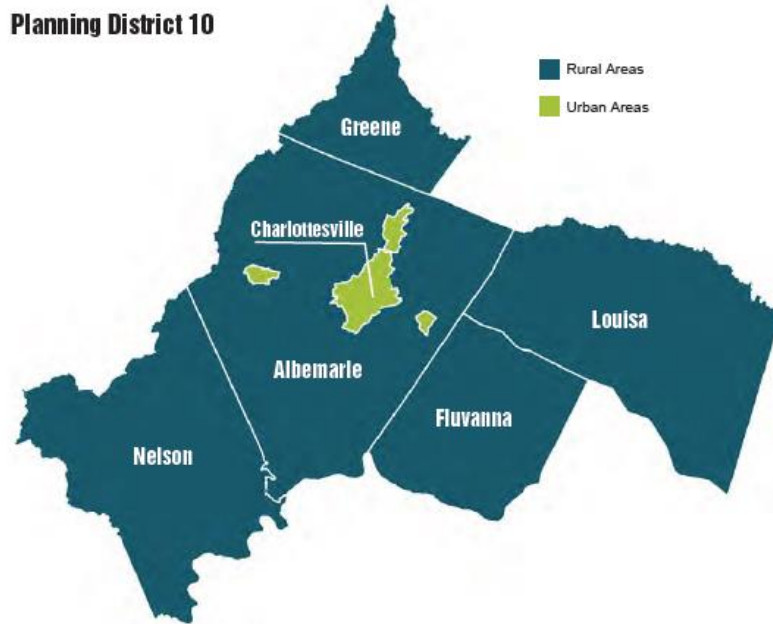 Planning District 10
Rural Areas
Urban Areas
Greene
Charlottesville
Louisa
Albemarle
Fluvanna
Nelson